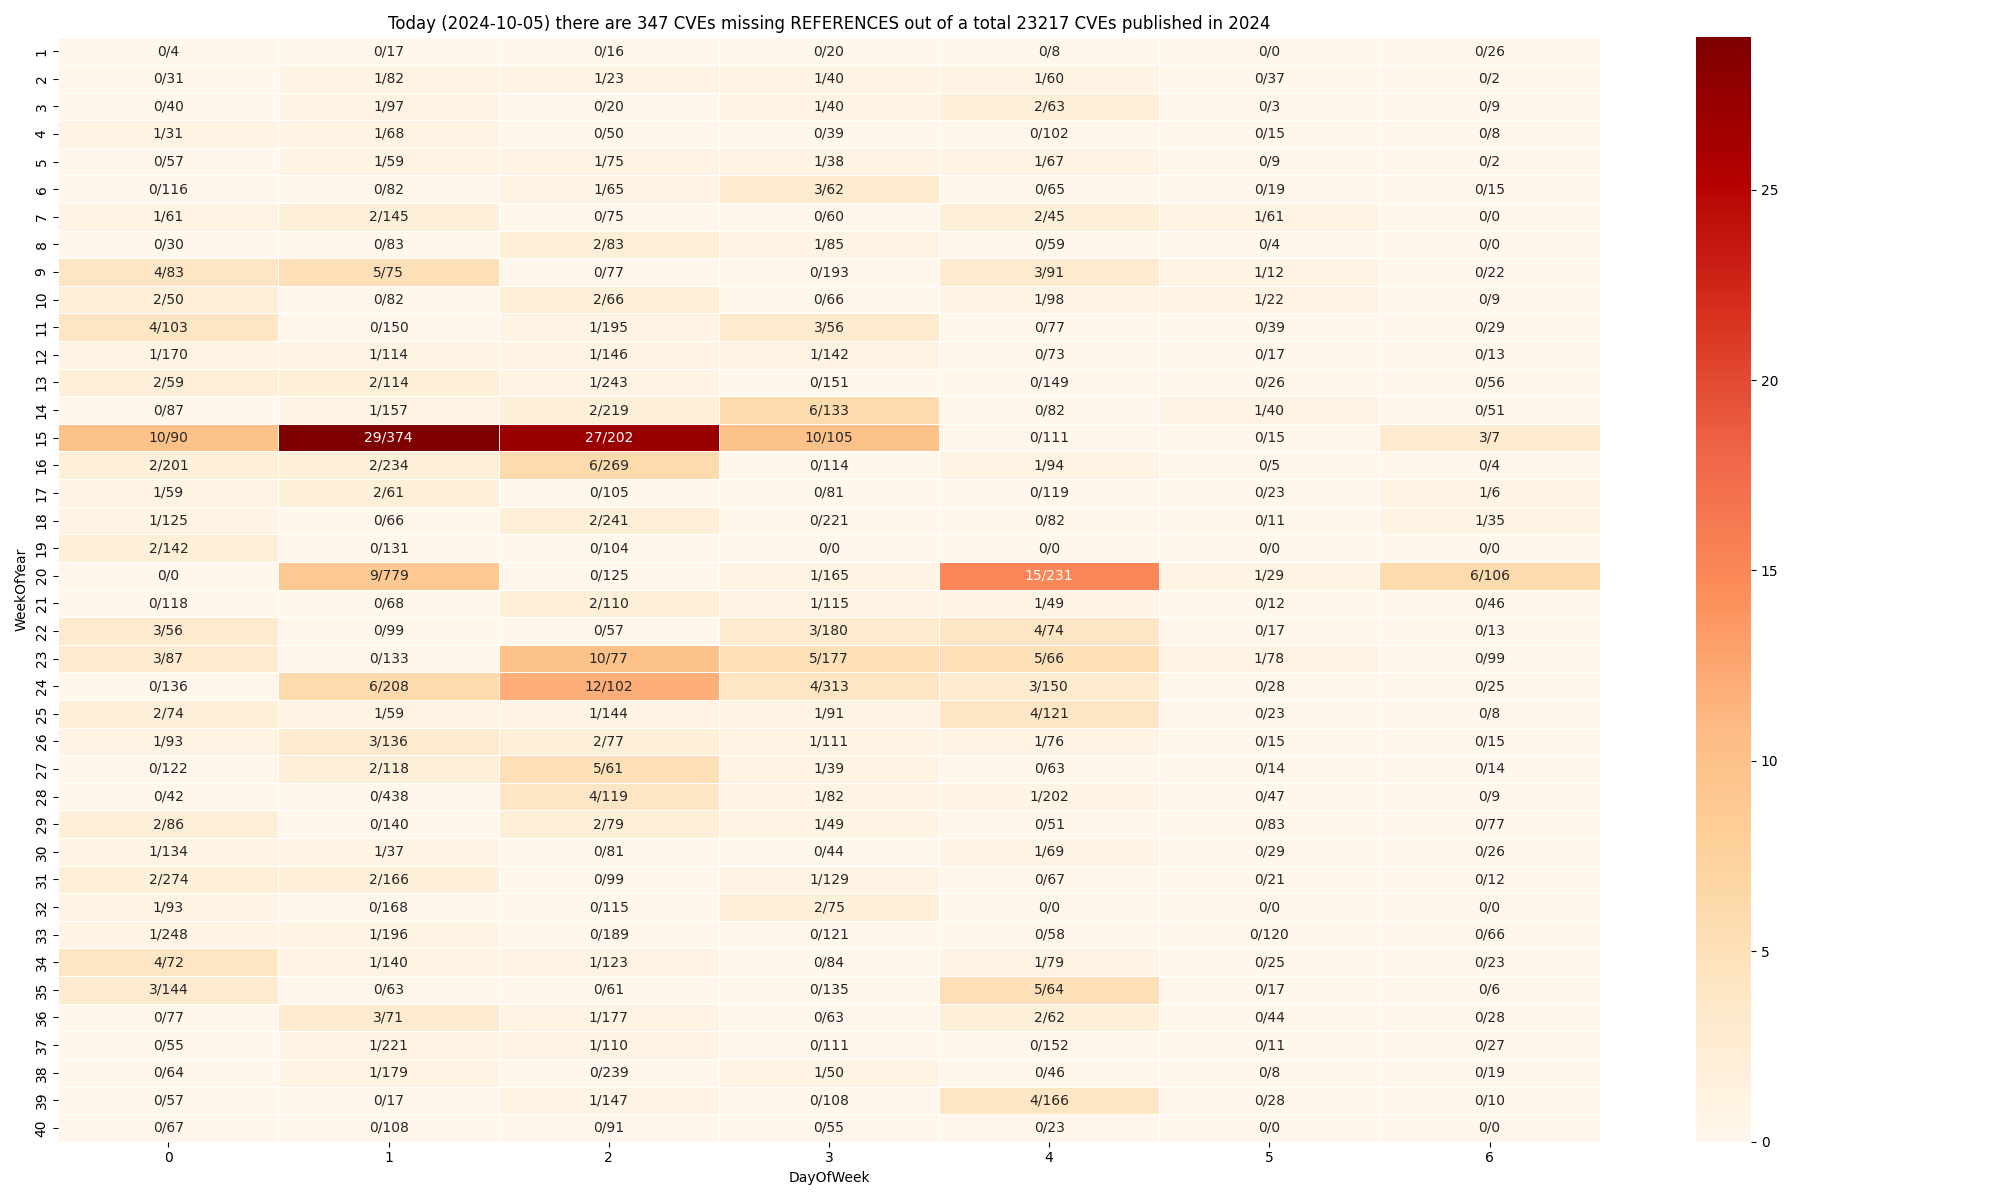 Today (2024-10-05) there are 347 CVEs missing REFERENCES out of a total 23217 CVEs published in 2024
1 0/4 0/17 0/16 0/20 0/8 0/0 0/26
2 0/31 1/82 1/23 1/40 1/60 0/37 0/2
3 0/40 1/97 0/20 1/40 2/63 0/3 0/9
4 1/31 1/68 0/50 0/39 0/102 0/15 0/8
5 0/57 1/59 1/75 1/38 1/67 0/9 0/2
6 0/116 0/82 1/65 3/62 0/65 0/19 0/15
7 1/61 2/145 0/75 0/60 2/45 1/61 0/0
8 0/30 0/83 2/83 1/85 0/59 0/4 0/0
9 4/83 5/75 0/77 0/193 3/91 1/12 0/22
10 2/50 0/82 2/66 0/66 1/98 1/22 0/9
11 4/103 0/150 1/195 3/56 0/77 0/39 0/29
12 1/170 1/114 1/146 1/142 0/73 0/17 0/13
13 2/59 2/114 1/243 0/151 0/149 0/26 0/56
14 0/87 1/157 2/219 6/133 0/82 1/40 0/51
15 10/90 29/374 27/202 10/105 0/111 0/15 3/7
16 2/201 2/234 6/269 0/114 1/94 0/5 0/4
17 1/59 2/61 0/105 0/81 0/119 0/23 1/6
18 1/125 0/66 2/241 0/221 0/82 0/11 1/35
19 2/142 0/131 0/104 0/0 0/0 0/0 0/0
20 0/0 9/779 0/125 1/165 15/231 1/29 6/106
21 0/118 0/68 2/110 1/115 1/49 0/12 0/46
22 3/56 0/99 0/57 3/180 4/74 0/17 0/13
23 3/87 0/133 10/77 5/177 5/66 1/78 0/99
24 0/136 6/208 12/102 4/313 3/150 0/28 0/25
25 2/74 1/59 1/144 1/91 4/121 0/23 0/8
26 1/93 3/136 2/77 1/111 1/76 0/15 0/15
27 0/122 2/118 5/61 1/39 0/63 0/14 0/14
28 0/42 0/438 4/119 1/82 1/202 0/47 0/9
29 2/86 0/140 2/79 1/49 0/51 0/83 0/77
30 1/134 1/37 0/81 0/44 1/69 0/29 0/26
31 2/274 2/166 0/99 1/129 0/67 0/21 0/12
32 1/93 0/168 0/115 2/75 0/0 0/0 0/0
33 1/248 1/196 0/189 0/121 0/58 0/120 0/66
34 4/72 1/140 1/123 0/84 1/79 0/25 0/23
35 3/144 0/63 0/61 0/135 5/64 0/17 0/6
36 0/77 3/71 1/177 0/63 2/62 0/44 0/28
37 0/55 1/221 1/110 0/111 0/152 0/11 0/27
38 0/64 1/179 0/239 1/50 0/46 0/8 0/19
39 0/57 0/17 1/147 0/108 4/166 0/28 0/10
40 0/67 0/108 0/91 0/55 0/23 0/0 0/0
0 1 2 3 4 5 6
DayOfWeek
WeekOfYear
25
20
15
10
5
0